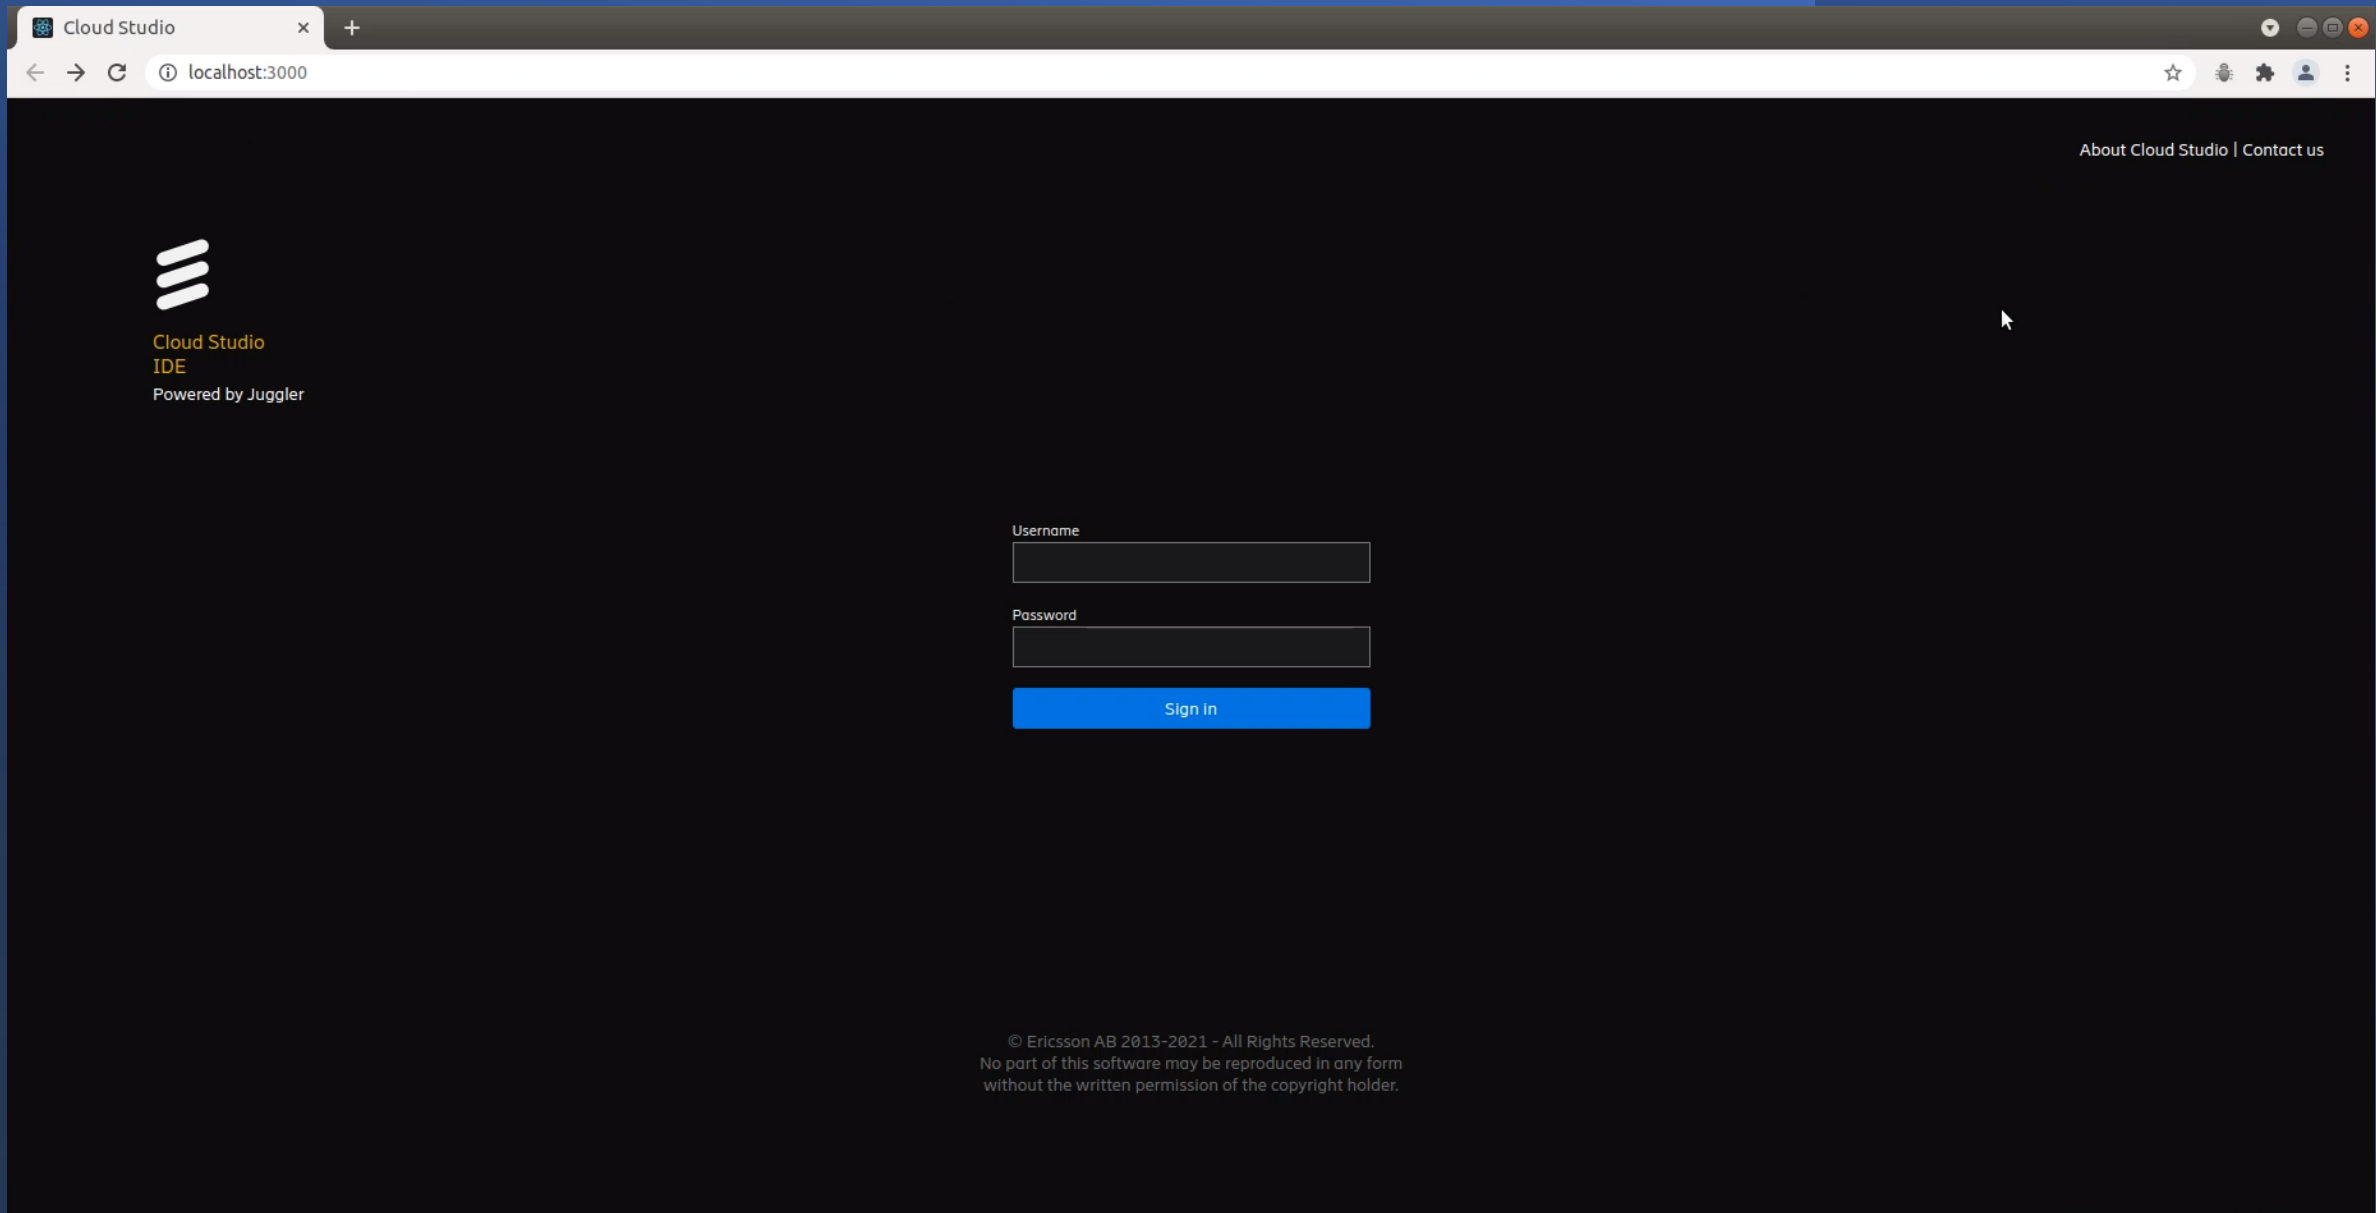 Cloud Studio
localhost:3000
About Cloud Studio | Contact us
Cloud Studio
IDE
Powered by Juggler
Username
Password
Sign in
© Ericsson AB 2013-2021 - All Rights Reserved.
No part of this software may be reproduced in any form
without the written permission of the copyright holder.